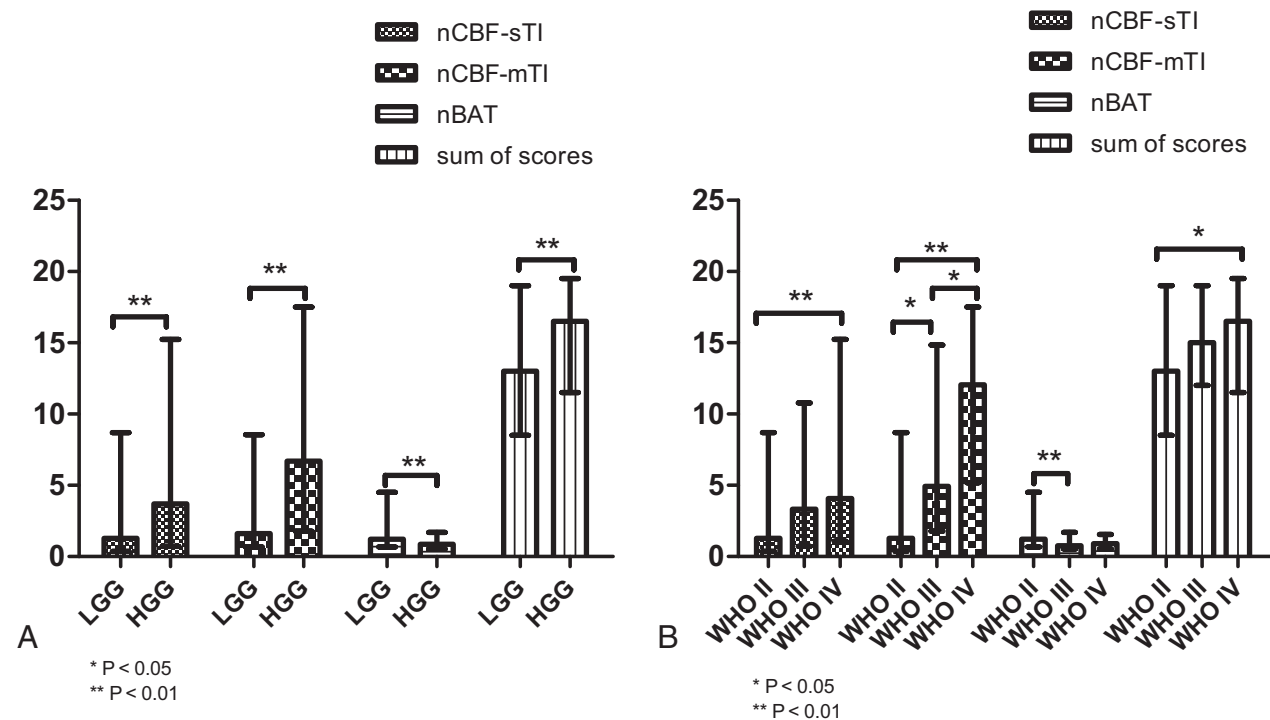 nCBF-sTI
nCBF-mTI
nBAT
sum of scores
25
20
15
10
5
0
**
**
**
**
LGG
HGG
LGG
HGG
LGG
HGG
LGG
HGG
A
* P < 0.05
** P < 0.01
nCBF-sTI
nCBF-mTI
nBAT
sum of scores
25
20
15
10
5
0
**
**
*
*
**
*
WHO II
WHO III
WHO IV
WHO II
WHO III
WHO IV
WHO II
WHO III
WHO IV
WHO II
WHO III
WHO IV
B
* P < 0.05
** P < 0.01